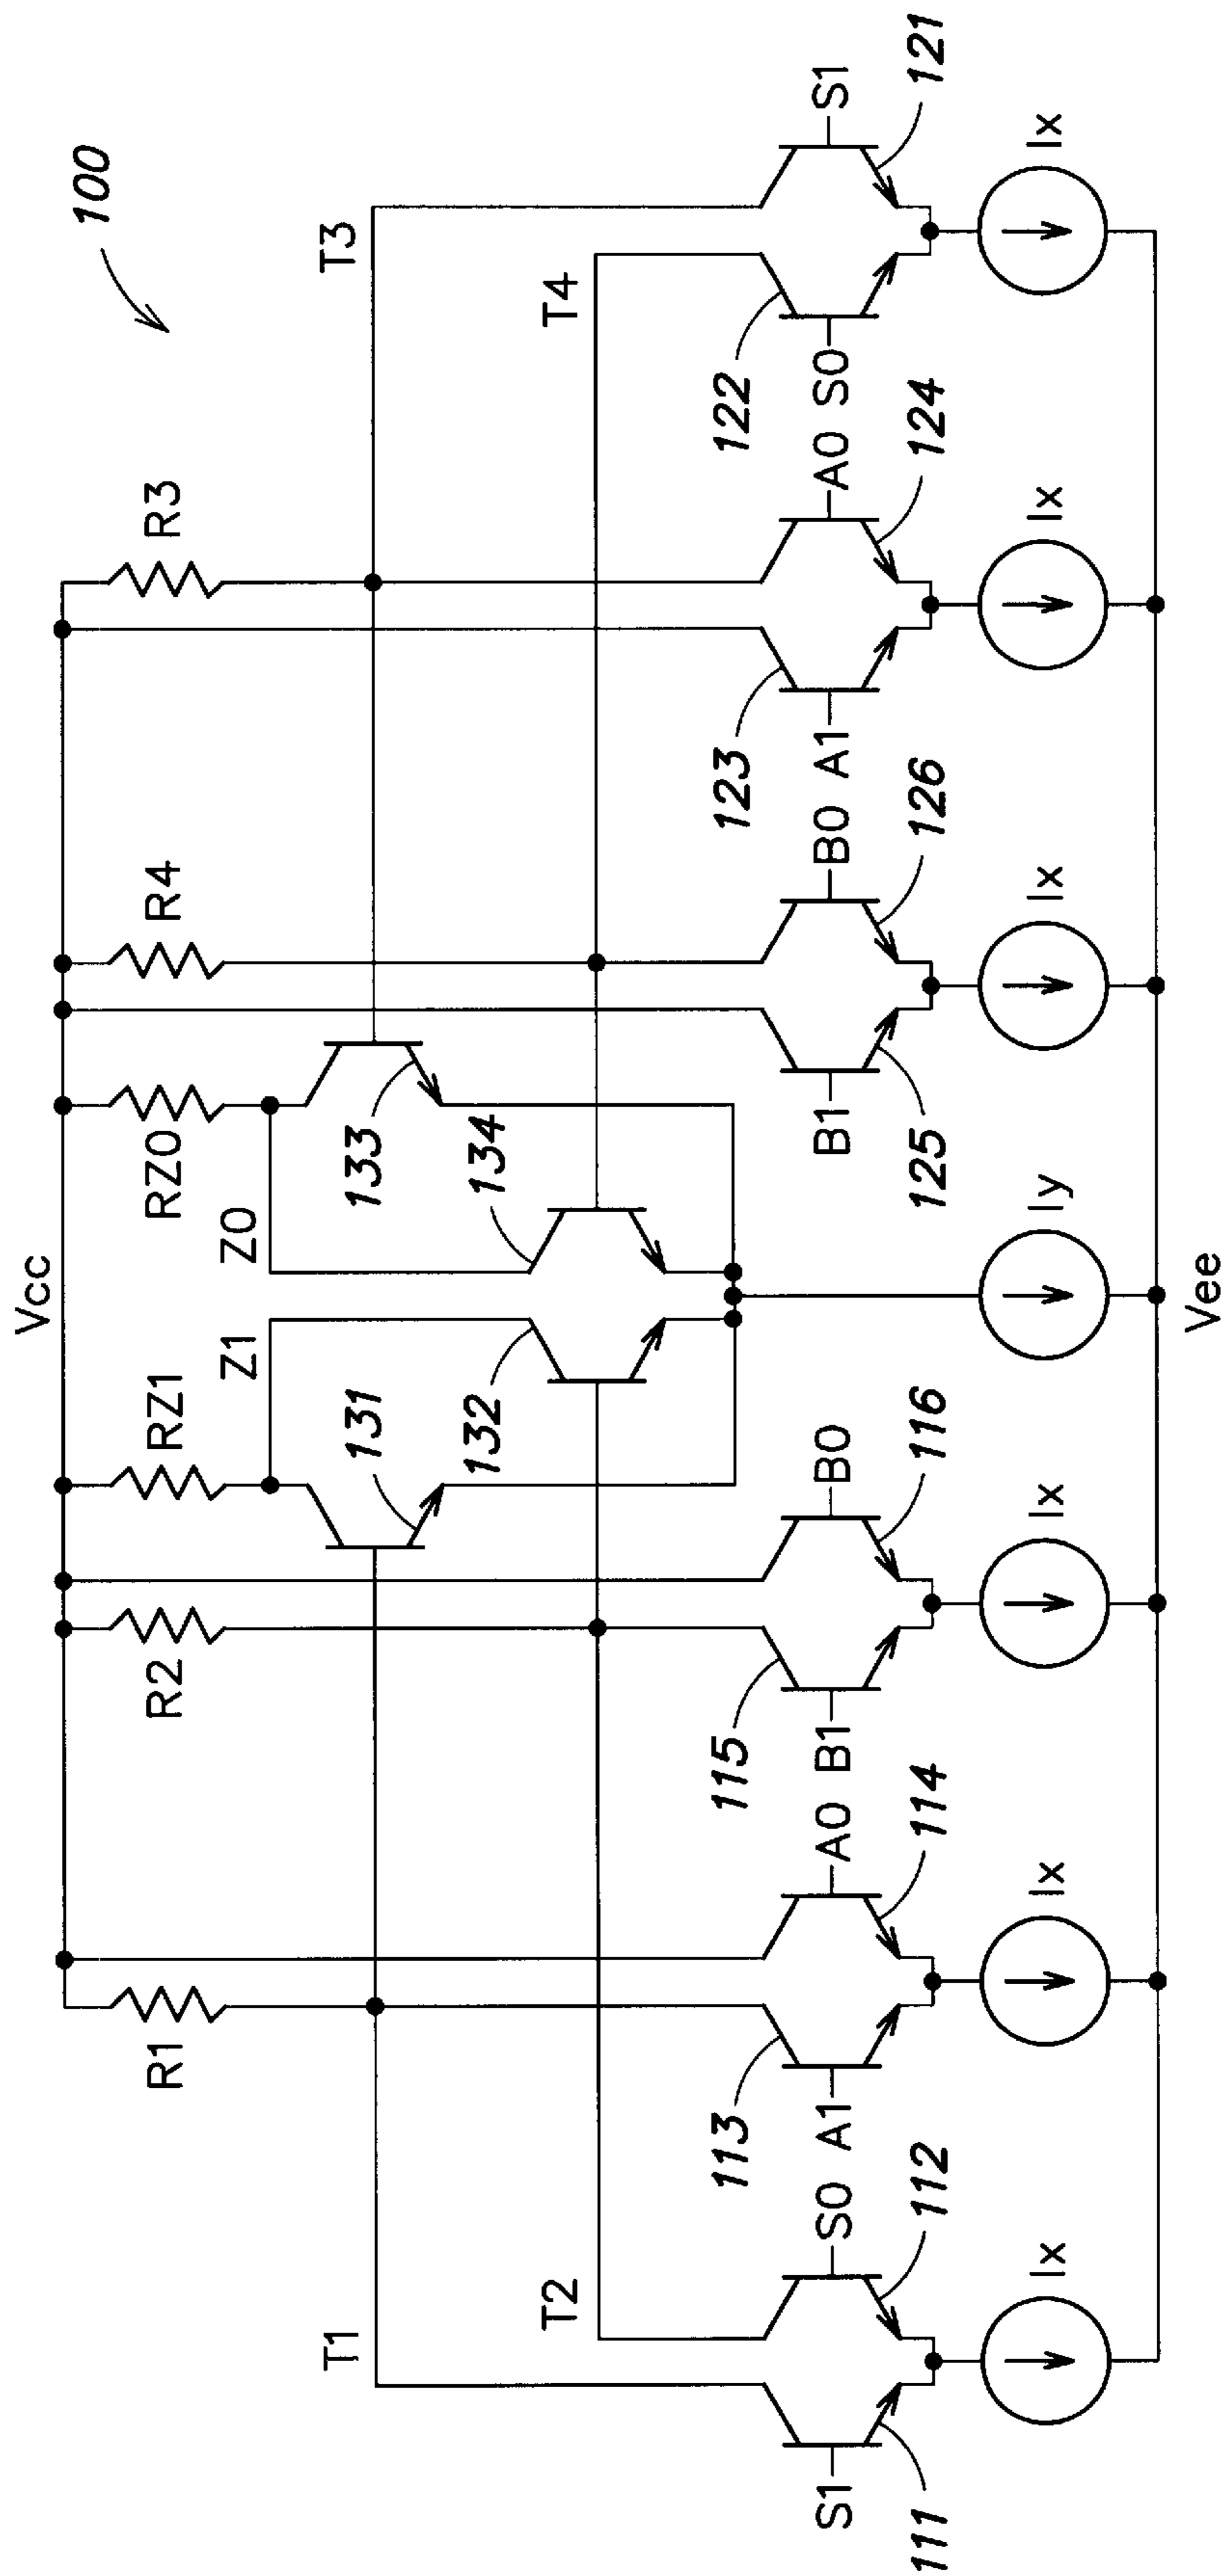 100
Vcc
R1
R2
RZ1
RZ0
R4
R3
Z1
Z0
T1
131
133
T3
T2
132
134
T4
113
115
123
122
S1
S0
A1
A0
B1
B0
B1
B0
A1
A0
S0
S1
111
112
114
116
125
126
124
121
Ix
Ix
Ix
Iy
Ix
Ix
Ix
Vee